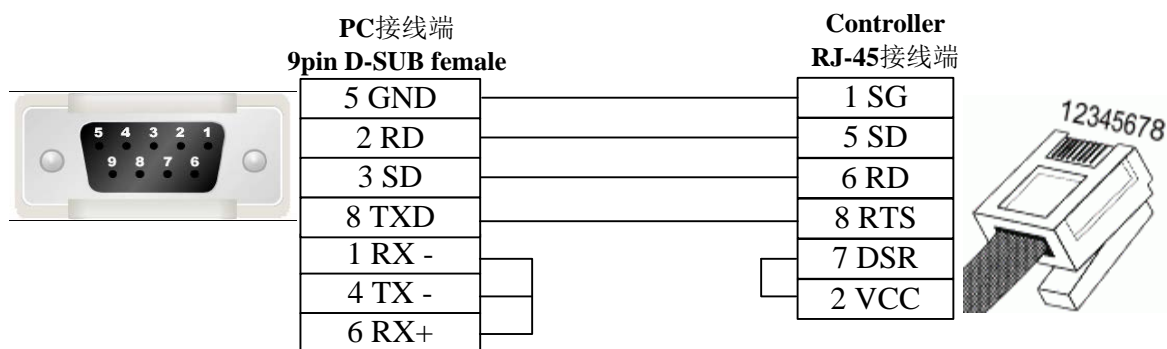 PC接线端
9pin D-SUB female
Controller
RJ-45接线端
5 4 3 2 1
9 8 7 6
5 GND
2 RD
3 SD
8 TXD
1 RX -
4 TX -
6 RX+
1 SG
5 SD
6 RD
8 RTS
7 DSR
2 VCC
12345678